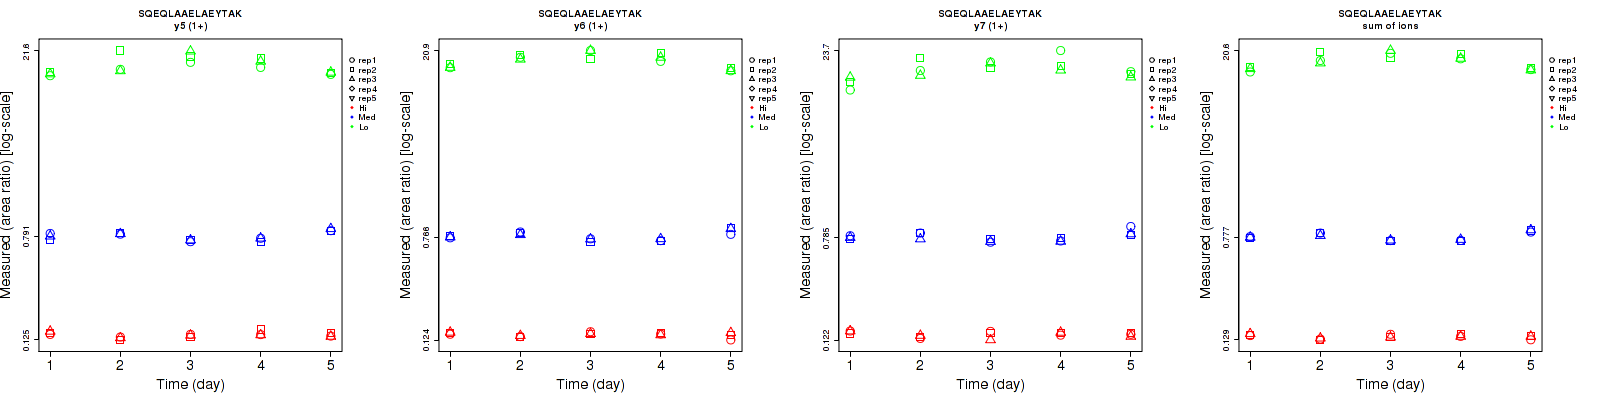 SQEQLAAELAEYTAK
y5 (1+)
Measured (area ratio) [log-scale]
21.6
0.791
0.125
1
2
3
4
5
Time (day)
rep1
rep2
rep3
rep4
rep5
Hi
Med
Lo
SQEQLAAELAEYTAK
y6 (1+)
Measured (area ratio) [log-scale]
20.9
0.766
0.124
1
2
3
4
5
Time (day)
rep1
rep2
rep3
rep4
rep5
Hi
Med
Lo
SQEQLAAELAEYTAK
y7 (1+)
Measured (area ratio) [log-scale]
23.7
0.785
0.122
1
2
3
4
5
Time (day)
rep1
rep2
rep3
rep4
rep5
Hi
Med
Lo
SQEQLAAELAEYTAK
sum of ions
Measured (area ratio) [log-scale]
20.8
0.777
0.129
1
2
3
4
5
Time (day)
rep1
rep2
rep3
rep4
rep5
Hi
Med
Lo